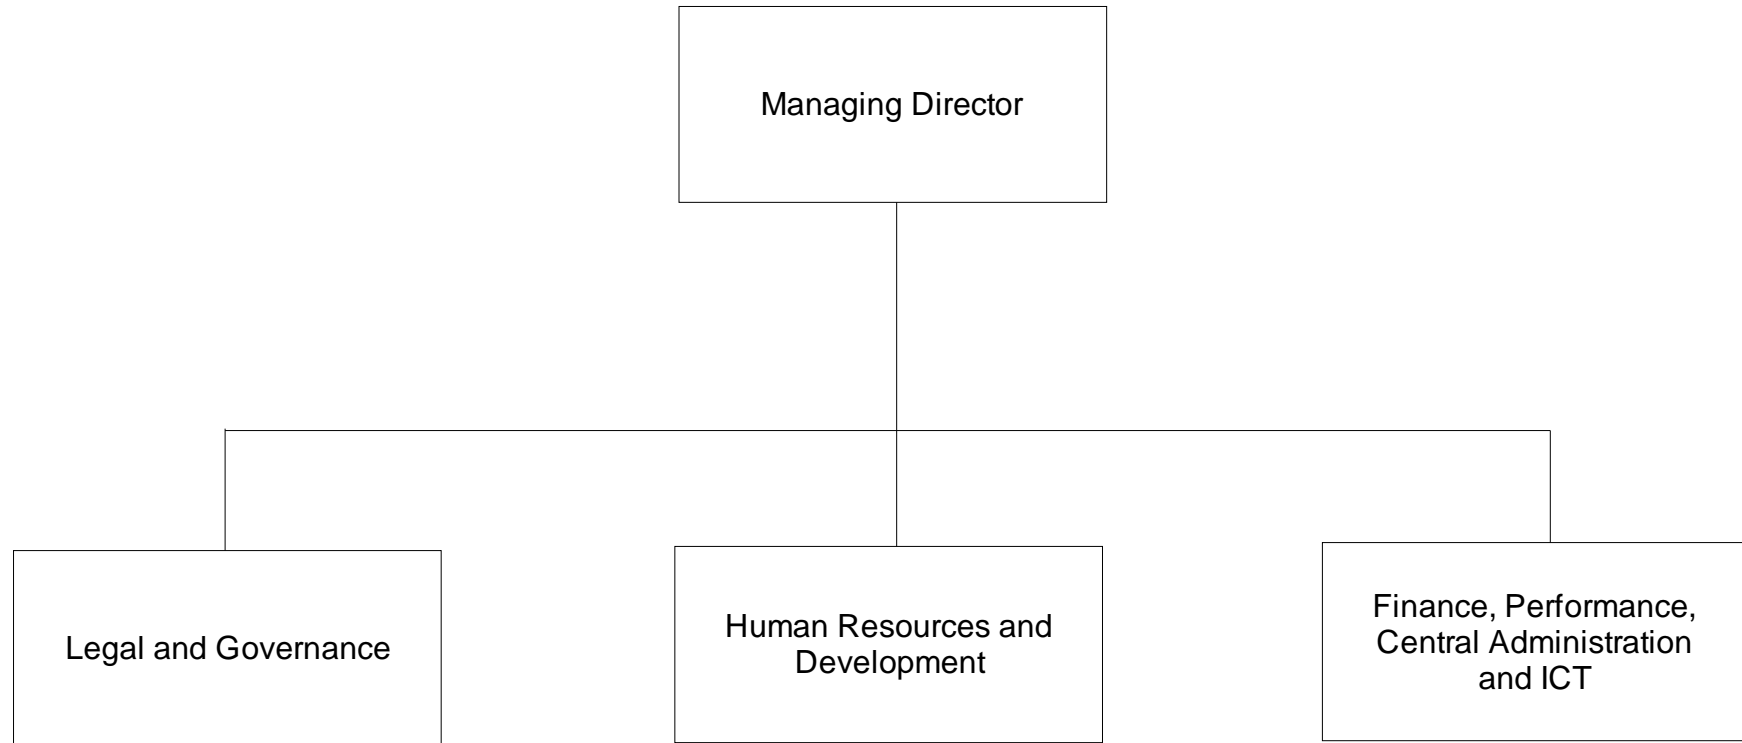 Managing Director
Legal and Governance
Human Resources and
Development
Finance, Performance,
Central Administration
and ICT